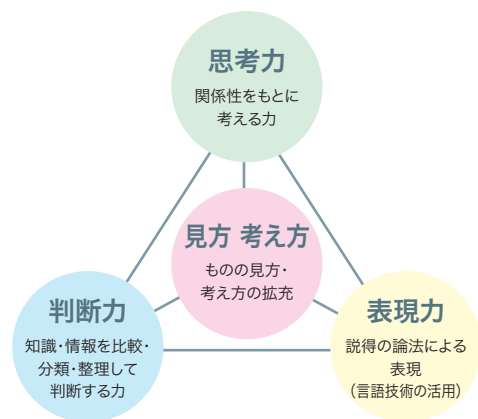 思考力
関係性をもとに
考える力
見方 考え方
ものの見方・
考え方の拡充
判断力
知識・情報を比較・
分類・整理して
判断する力
表現力
説得の論法による
表現
（言語技術の活用）